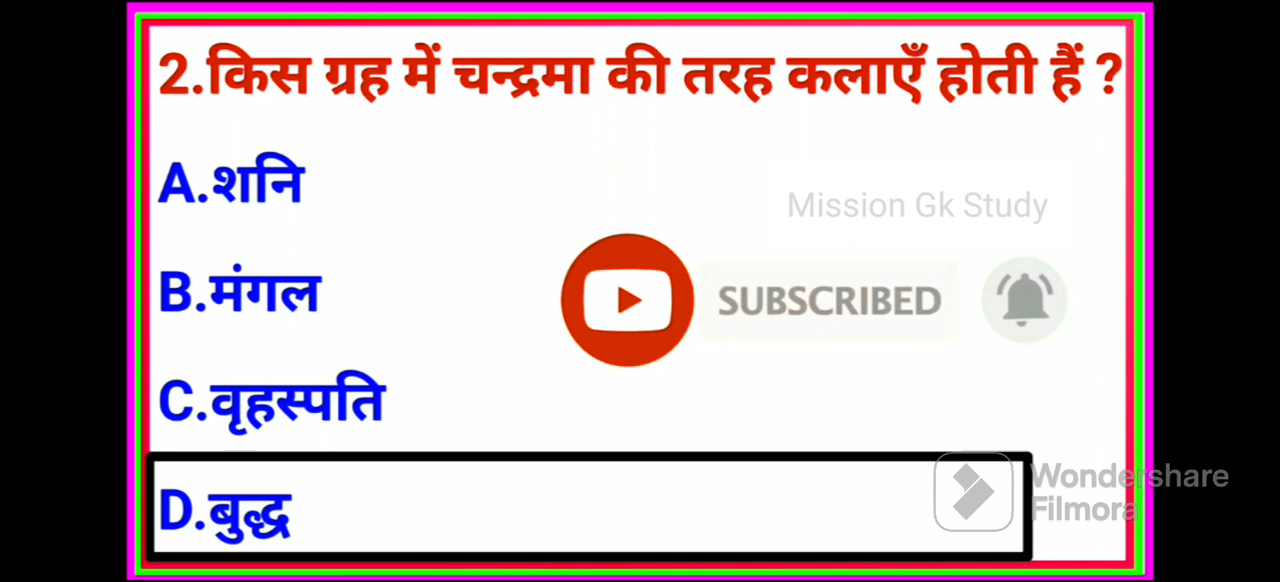 2.किस ग्रह में चन्द्रमा की तरह कलाएँ होती हैं ?
A.शनि
Mission Gk Study
B.मंगल
SUBSCRIBED
C.वृहस्पति
D.बुद्ध
Wondershare
Filmora